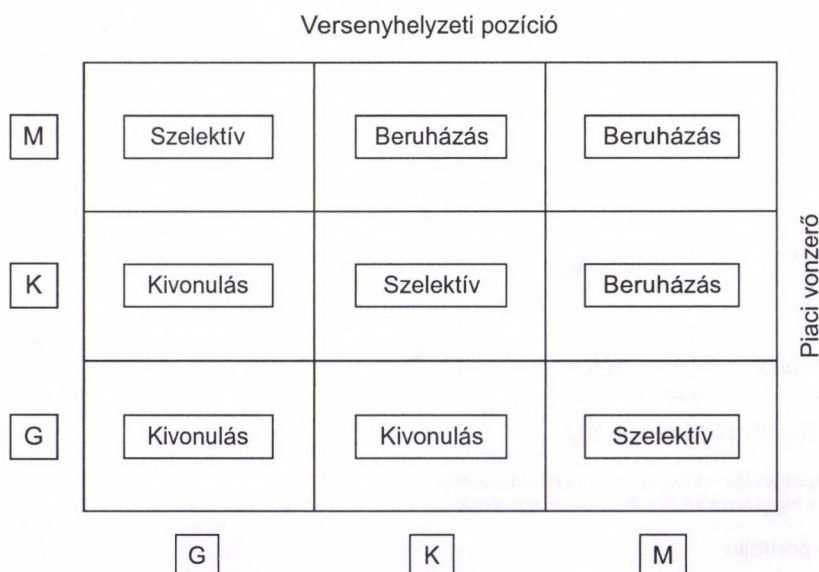 Versenyhelyzeti pozíció
M Szelektív Beruházás Beruházás
K Kivonulás Szelektív Beruházás
Piaci vonzerő
G Kivonulás Kivonulás Szelektív
G K M